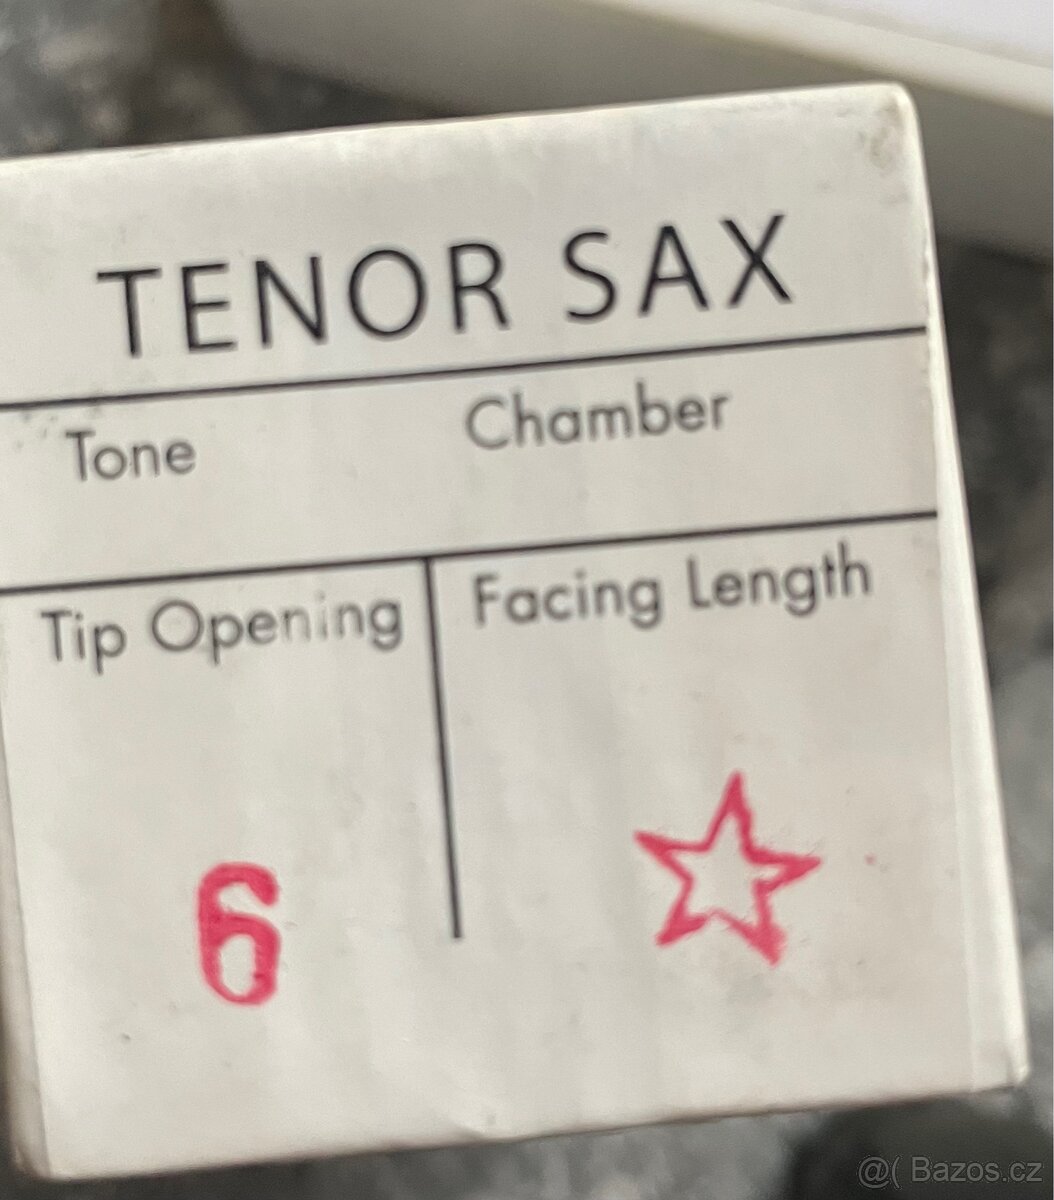 TENOR SAX
Tone Chamber
Tip Opening Facing Length
6 ☆
@( Bazos.cz